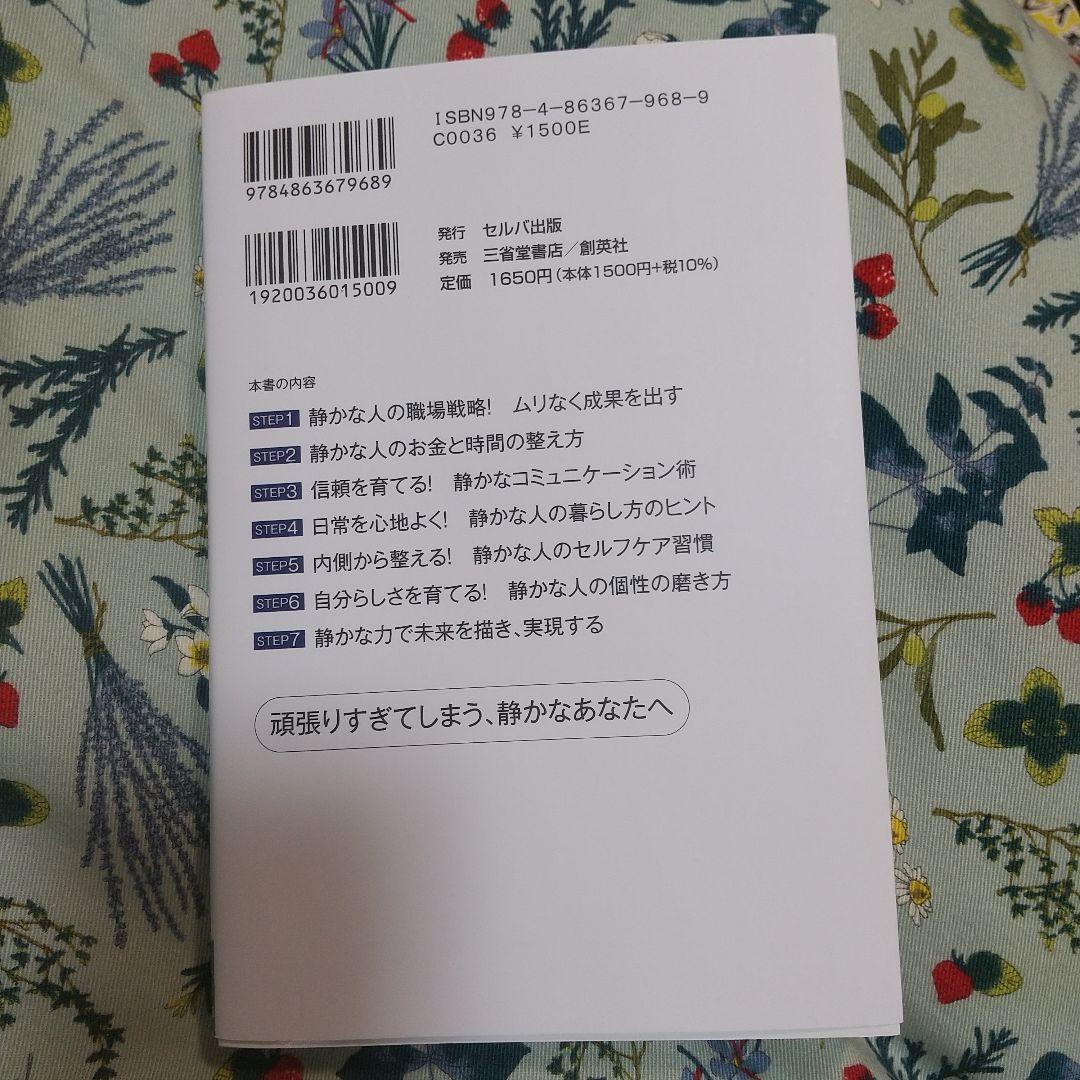 ISBN978-4-86367-968-9
C0036 ¥1500E
9784863679689
1920036015009
発行 セルバ出版
発売 三省堂書店/創英社
定価 1650円(本体1500円+税10%)
本書の内容
STEP1 静かな人の職場戦略! ムリなく成果を出す
STEP2 静かな人のお金と時間の整え方
STEP3 信頼を育てる! 静かなコミュニケーション術
STEP4 日常を心地よく! 静かな人の暮らし方のヒント
STEP5 内側から整える! 静かな人のセルフケア習慣
STEP6 自分らしさを育てる! 静かな人の個性の磨き方
STEP7 静かな力で未来を描き、実現する
頑張りすぎてしまう、静かなあなたへ